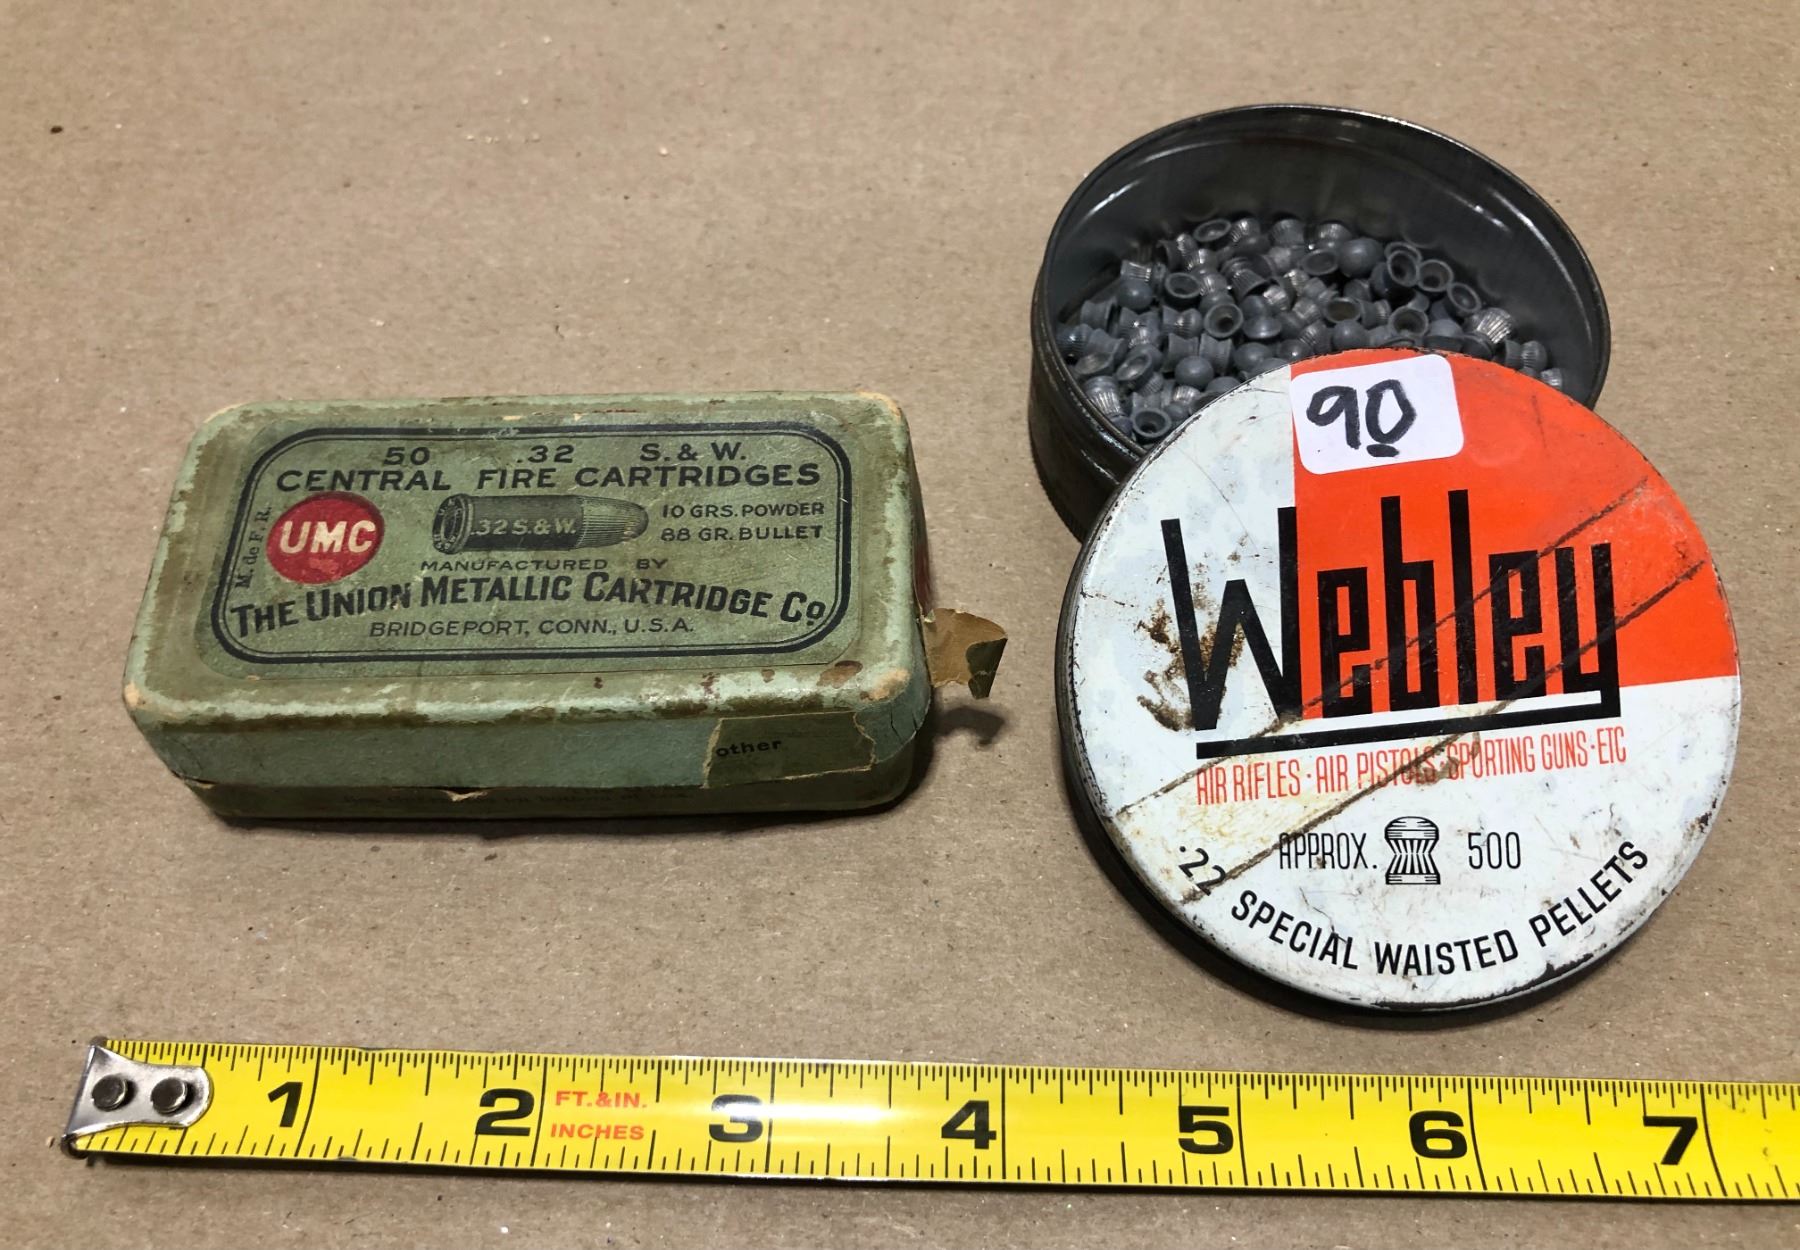 50 .32 S. & W.
CENTRAL FIRE CARTRIDGES
M. de F. R.
UMC
.32 S.& W.
10 GRS. POWDER
88 GR. BULLET
MANUFACTURED BY
THE UNION METALLIC CARTRIDGE Co.
BRIDGEPORT, CONN., U.S.A.
other
90
Webley
AIR RIFLES · AIR PISTOLS · SPORTING GUNS · ETC
APPROX. 500
.22 SPECIAL WAISTED PELLETS
1 2 FT.&IN. 3 4 5 6 7
INCHES